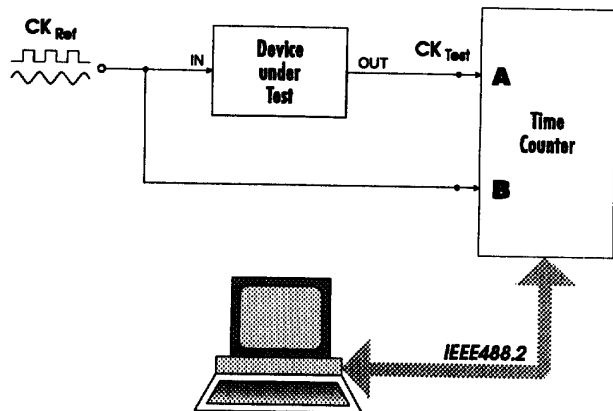 CK Ref
IN
Device
under
Test
OUT
CK Test
A
Time
Counter
B
IEEE488.2